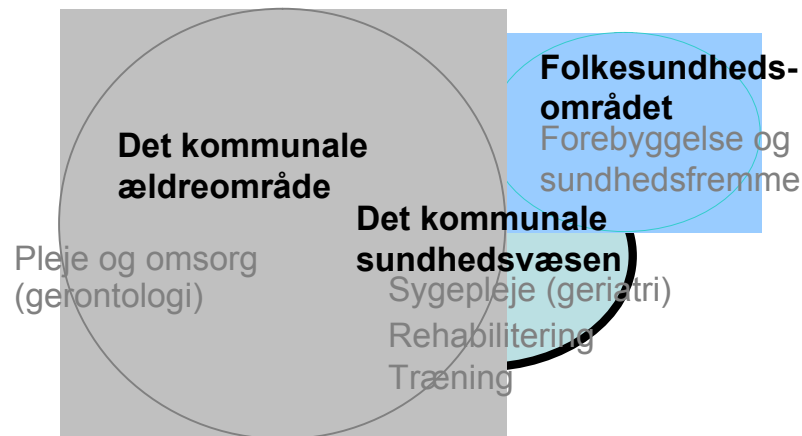 Det kommunale
ældreområde
Pleje og omsorg
(gerontologi)
Folkesundheds-
området
Forebyggelse og
sundhedsfremme
Det kommunale
sundhedsvæsen
Sygepleje (geriatri)
Rehabilitering
Træning